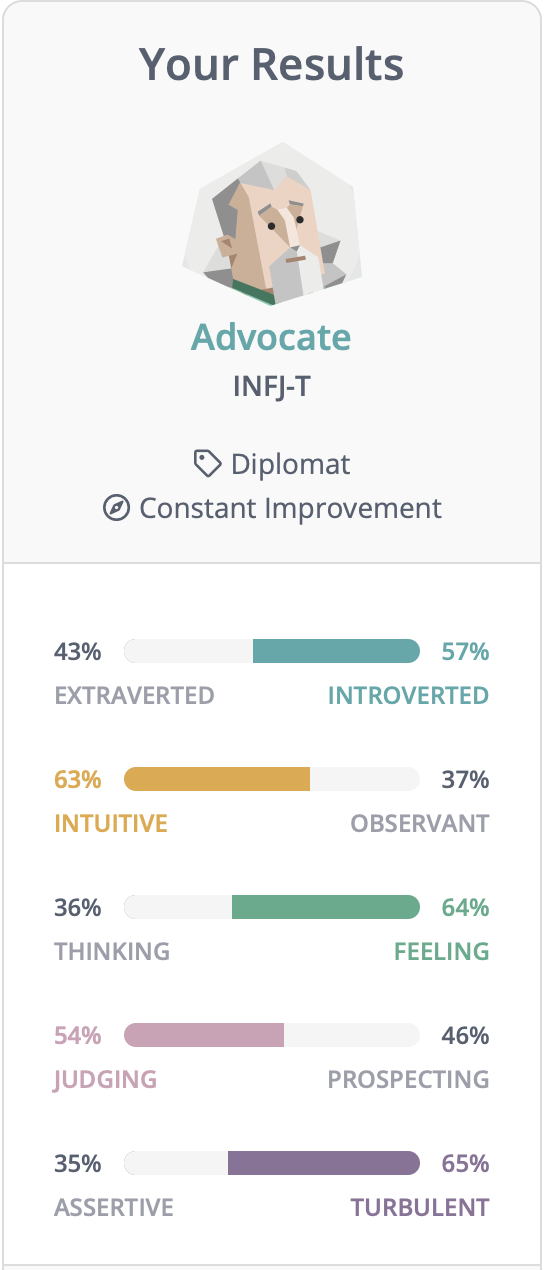 Your Results
Advocate
INFJ-T
Diplomat
Constant Improvement
43% 57%
EXTRAVERTED INTROVERTED
63% 37%
INTUITIVE OBSERVANT
36% 64%
THINKING FEELING
54% 46%
JUDGING PROSPECTING
35% 65%
ASSERTIVE TURBULENT